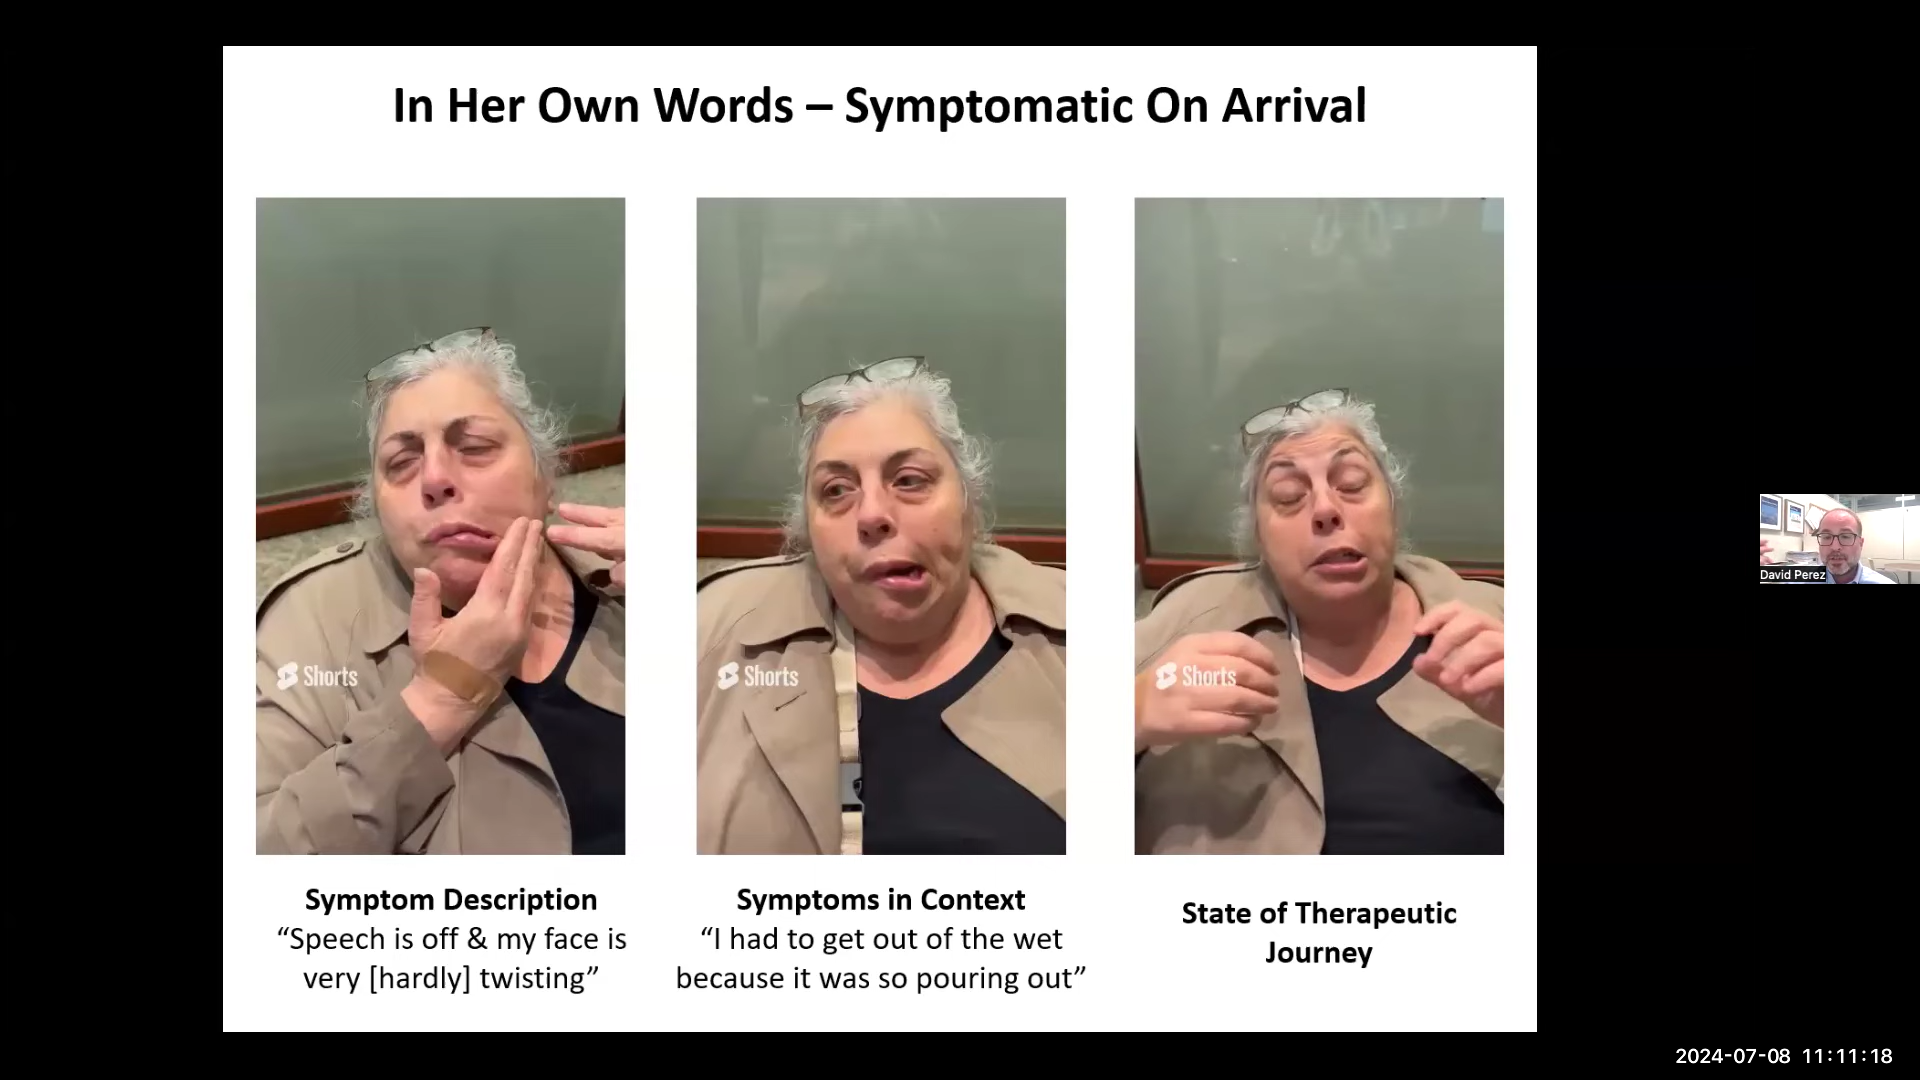 In Her Own Words – Symptomatic On Arrival
Shorts
Shorts
Shorts
Symptom Description
“Speech is off & my face is
very [hardly] twisting”
Symptoms in Context
“I had to get out of the wet
because it was so pouring out”
State of Therapeutic
Journey
David Perez
2024-07-08 11:11:18